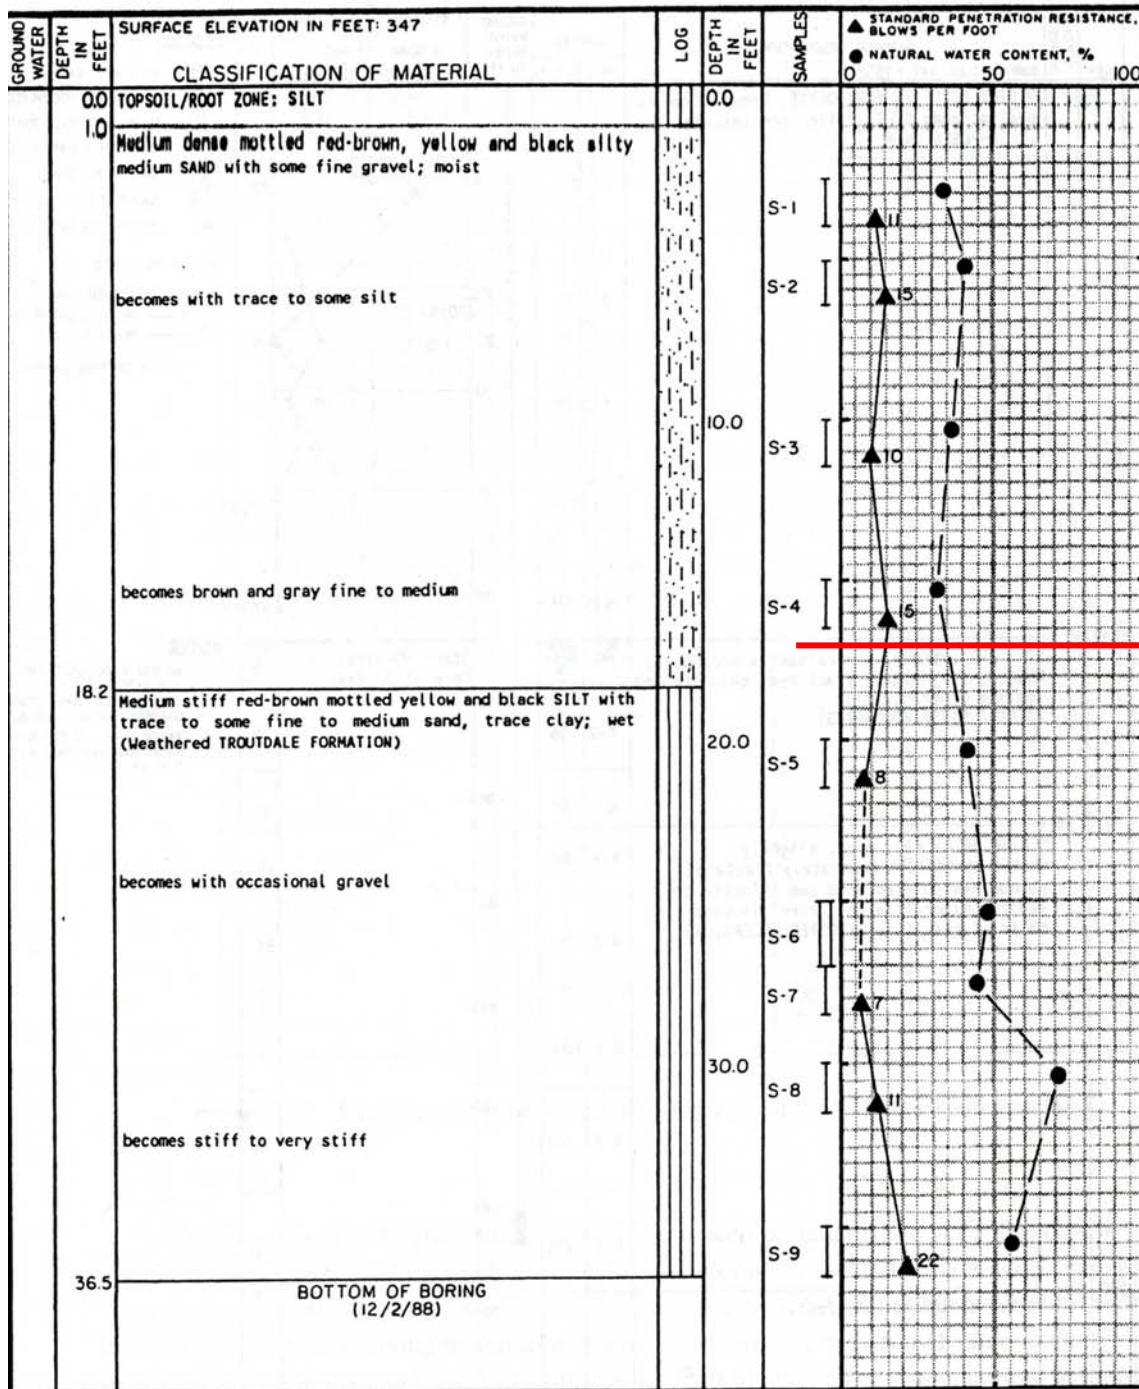 GROUND WATER
DEPTH IN FEET
SURFACE ELEVATION IN FEET: 347
CLASSIFICATION OF MATERIAL
LOG
DEPTH IN FEET
SAMPLES
▲ STANDARD PENETRATION RESISTANCE,
BLOWS PER FOOT
● NATURAL WATER CONTENT, %
0 50 100
0.0 TOPSOIL/ROOT ZONE: SILT 0.0
1.0
Medium dense mottled red-brown, yellow and black silty
medium SAND with some fine gravel; moist
S-1 11
becomes with trace to some silt S-2 15
10.0
S-3 10
becomes brown and gray fine to medium S-4 15
18.2
Medium stiff red-brown mottled yellow and black SILT with
trace to some fine to medium sand, trace clay; wet
(Weathered TROUTDALE FORMATION) 20.0
S-5 8
becomes with occasional gravel
S-6
S-7 7
30.0
S-8 11
becomes stiff to very stiff
S-9 22
36.5
BOTTOM OF BORING
(12/2/88)